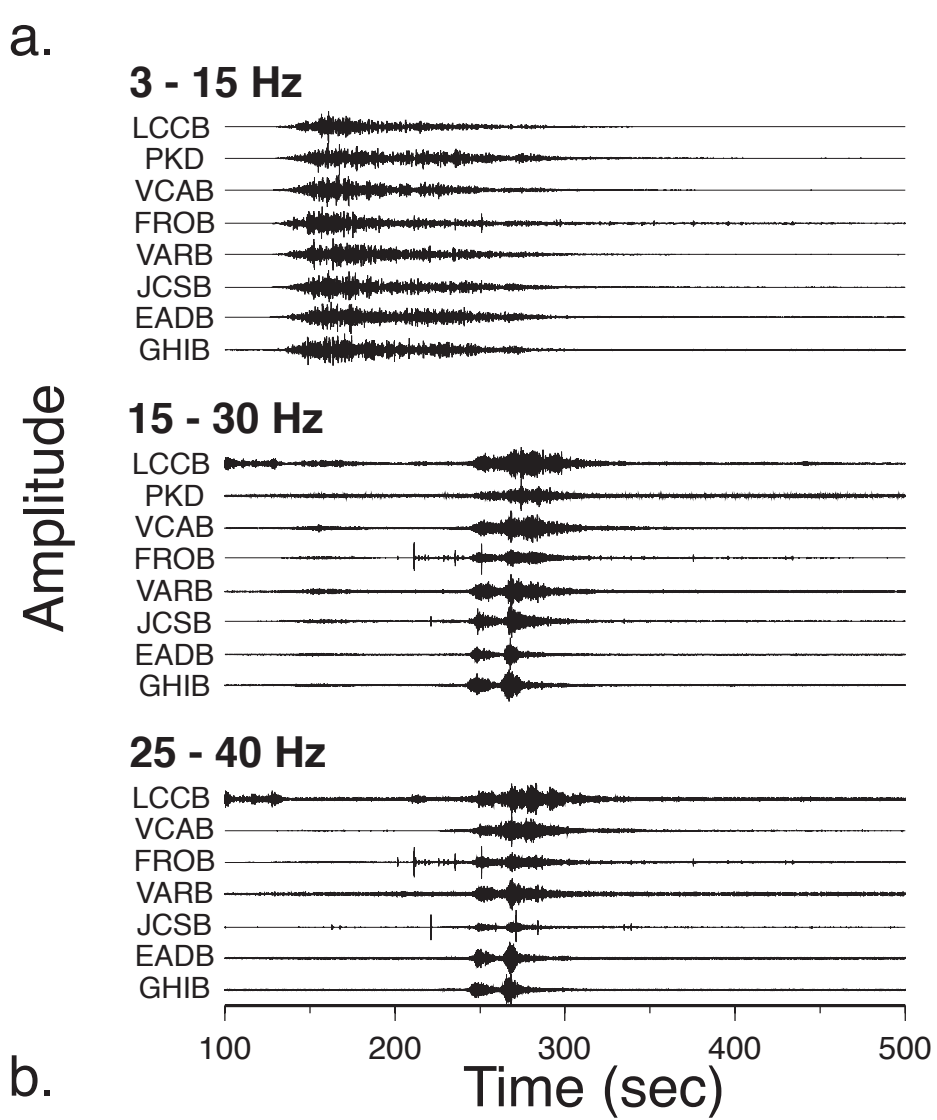 a.
3 - 15 Hz
LCCB
PKD
VCAB
FROB
VARB
JCSB
EADB
GHIB
Amplitude
15 - 30 Hz
LCCB
PKD
VCAB
FROB
VARB
JCSB
EADB
GHIB
25 - 40 Hz
LCCB
VCAB
FROB
VARB
JCSB
EADB
GHIB
100 200 300 400 500
Time (sec)
b.